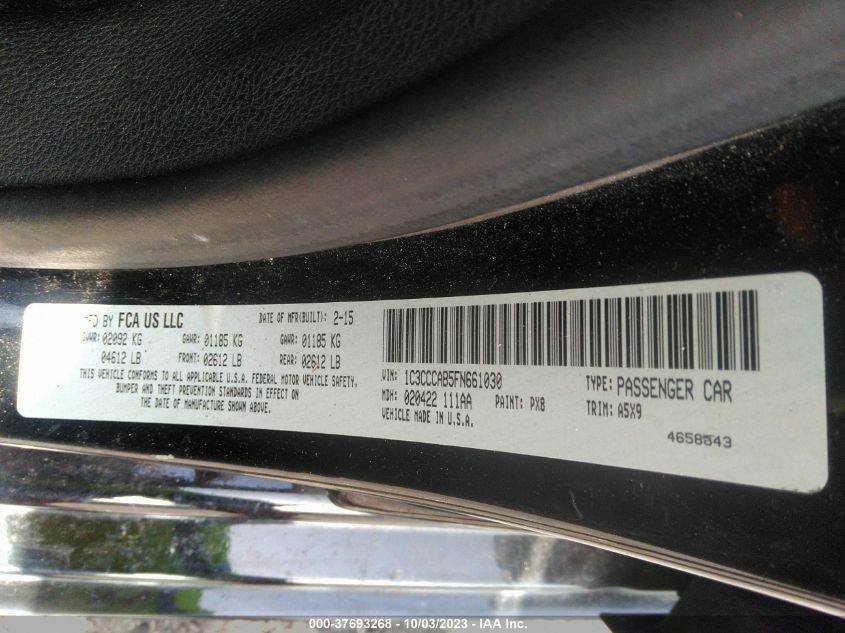 MFD BY FCA US LLC DATE OF MFR(BUILT): 2-15
GVWR: 02092 KG GAWR: 01185 KG GAWR: 01185 KG
04612 LB FRONT: 02612 LB REAR: 02612 LB
THIS VEHICLE CONFORMS TO ALL APPLICABLE U.S.A. FEDERAL MOTOR VEHICLE SAFETY,
BUMPER AND THEFT PREVENTION STANDARDS IN EFFECT ON
THE DATE OF MANUFACTURE SHOWN ABOVE.
VIN: 1C3CCCAB5FN661030 TYPE: PASSENGER CAR
MDH: 020422 111AA PAINT: PX8 TRIM: A5X9
VEHICLE MADE IN U.S.A.
000-37693268 - 10/03/2023 - IAA Inc.